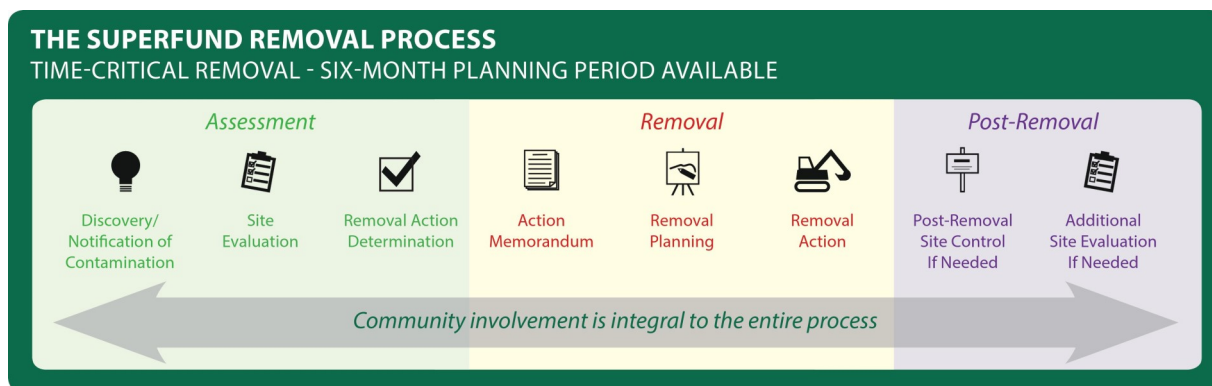 THE SUPERFUND REMOVAL PROCESS
TIME-CRITICAL REMOVAL - SIX-MONTH PLANNING PERIOD AVAILABLE
Assessment
Discovery/
Notification of
Contamination
Site
Evaluation
Removal Action
Determination
Removal
Action
Memorandum
Removal
Planning
Removal
Action
Post-Removal
Post-Removal
Site Control
If Needed
Additional
Site Evaluation
If Needed
Community involvement is integral to the entire process